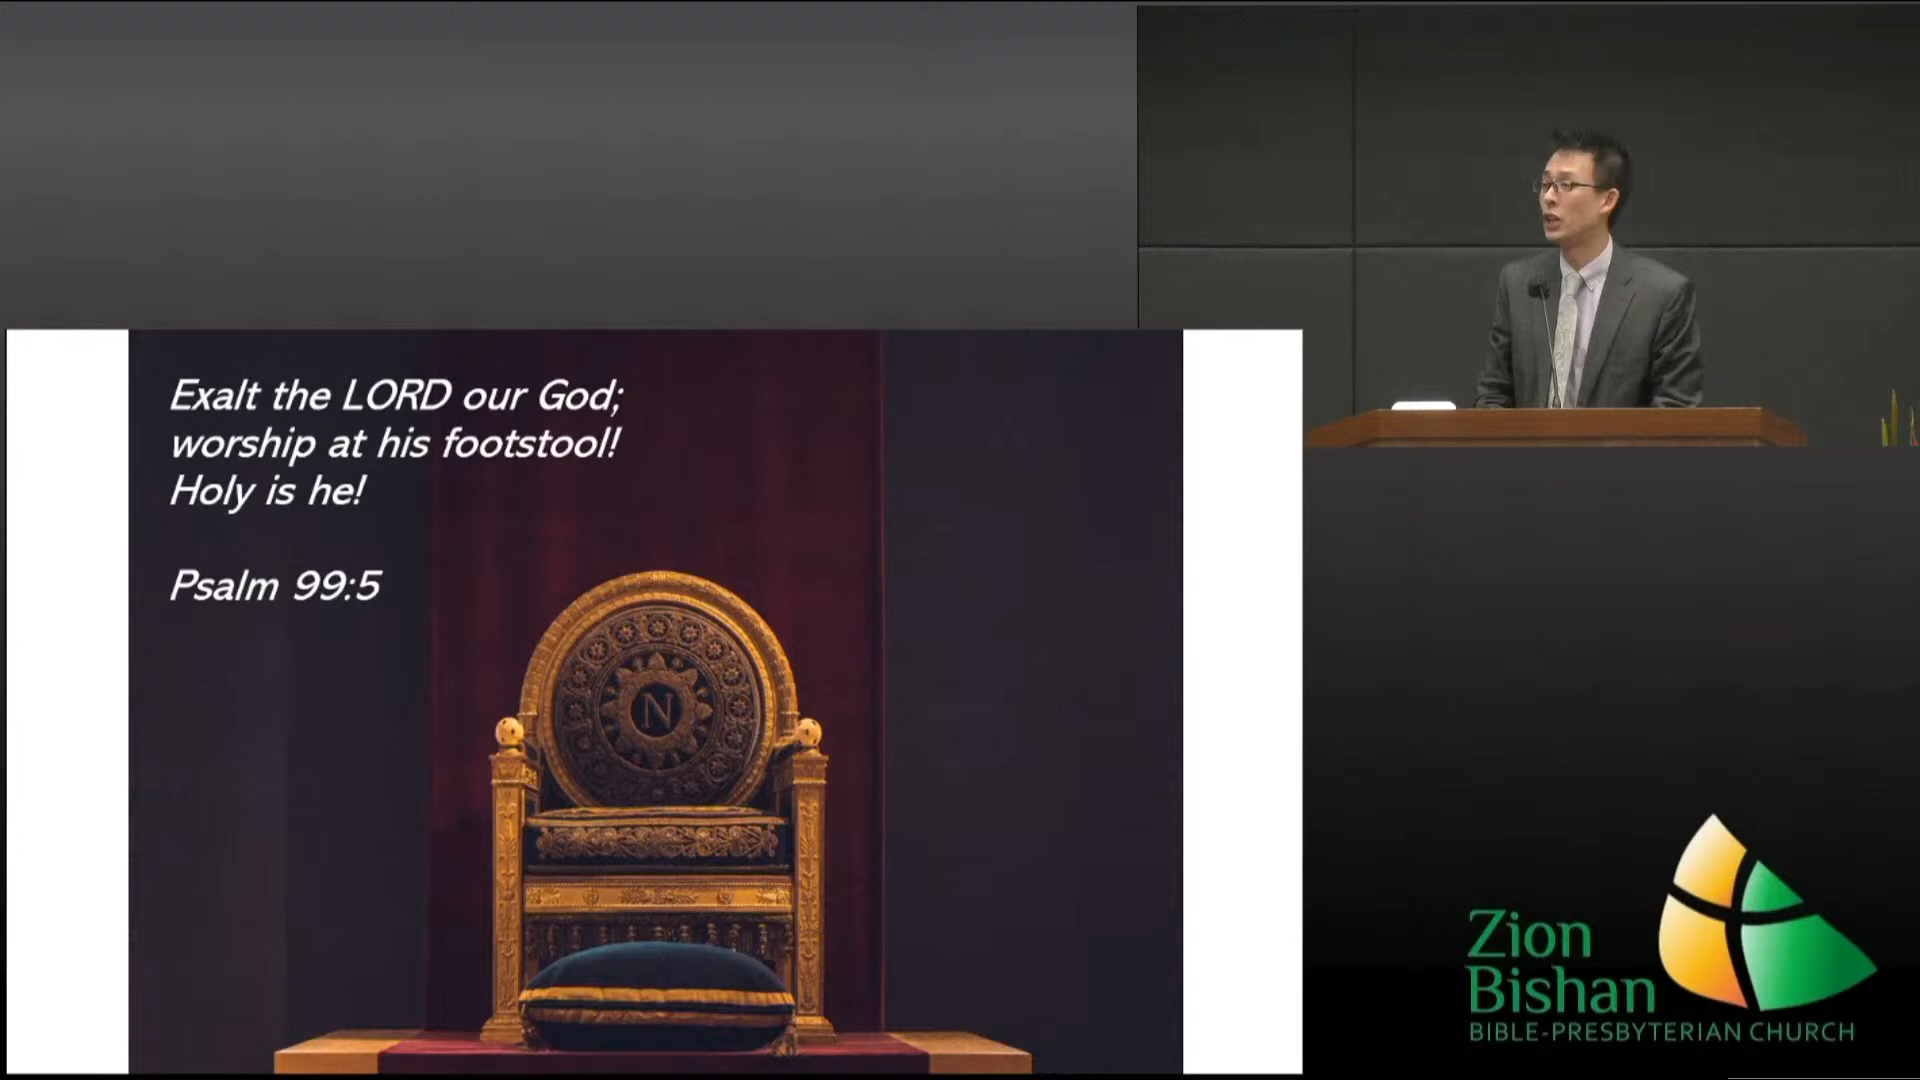 Exalt the LORD our God;
worship at his footstool!
Holy is he!
Psalm 99:5
N
Zion
Bishan
BIBLE-PRESBYTERIAN CHURCH